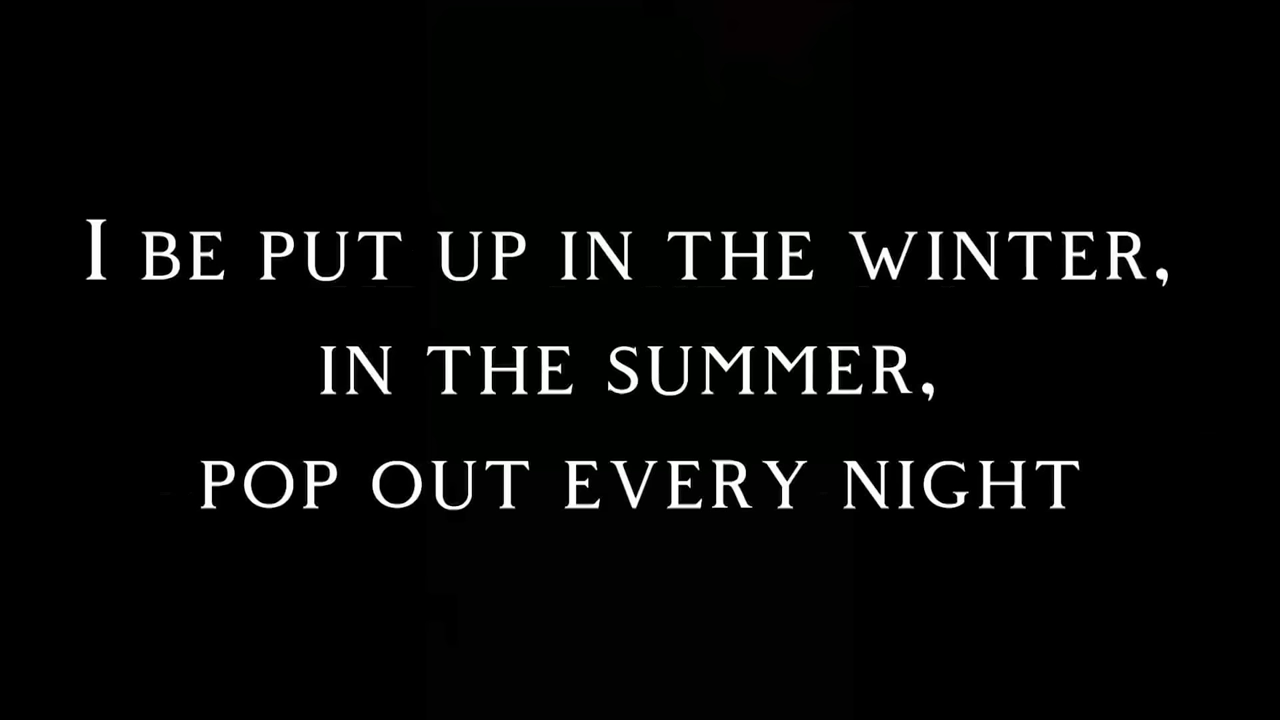 I BE PUT UP IN THE WINTER,
IN THE SUMMER,
POP OUT EVERY NIGHT